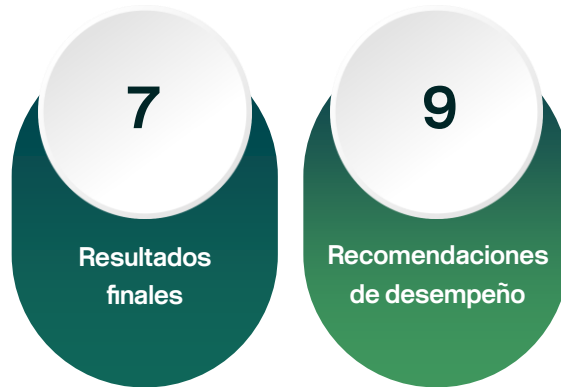 7
Resultados
finales
9
Recomendaciones
de desempeño